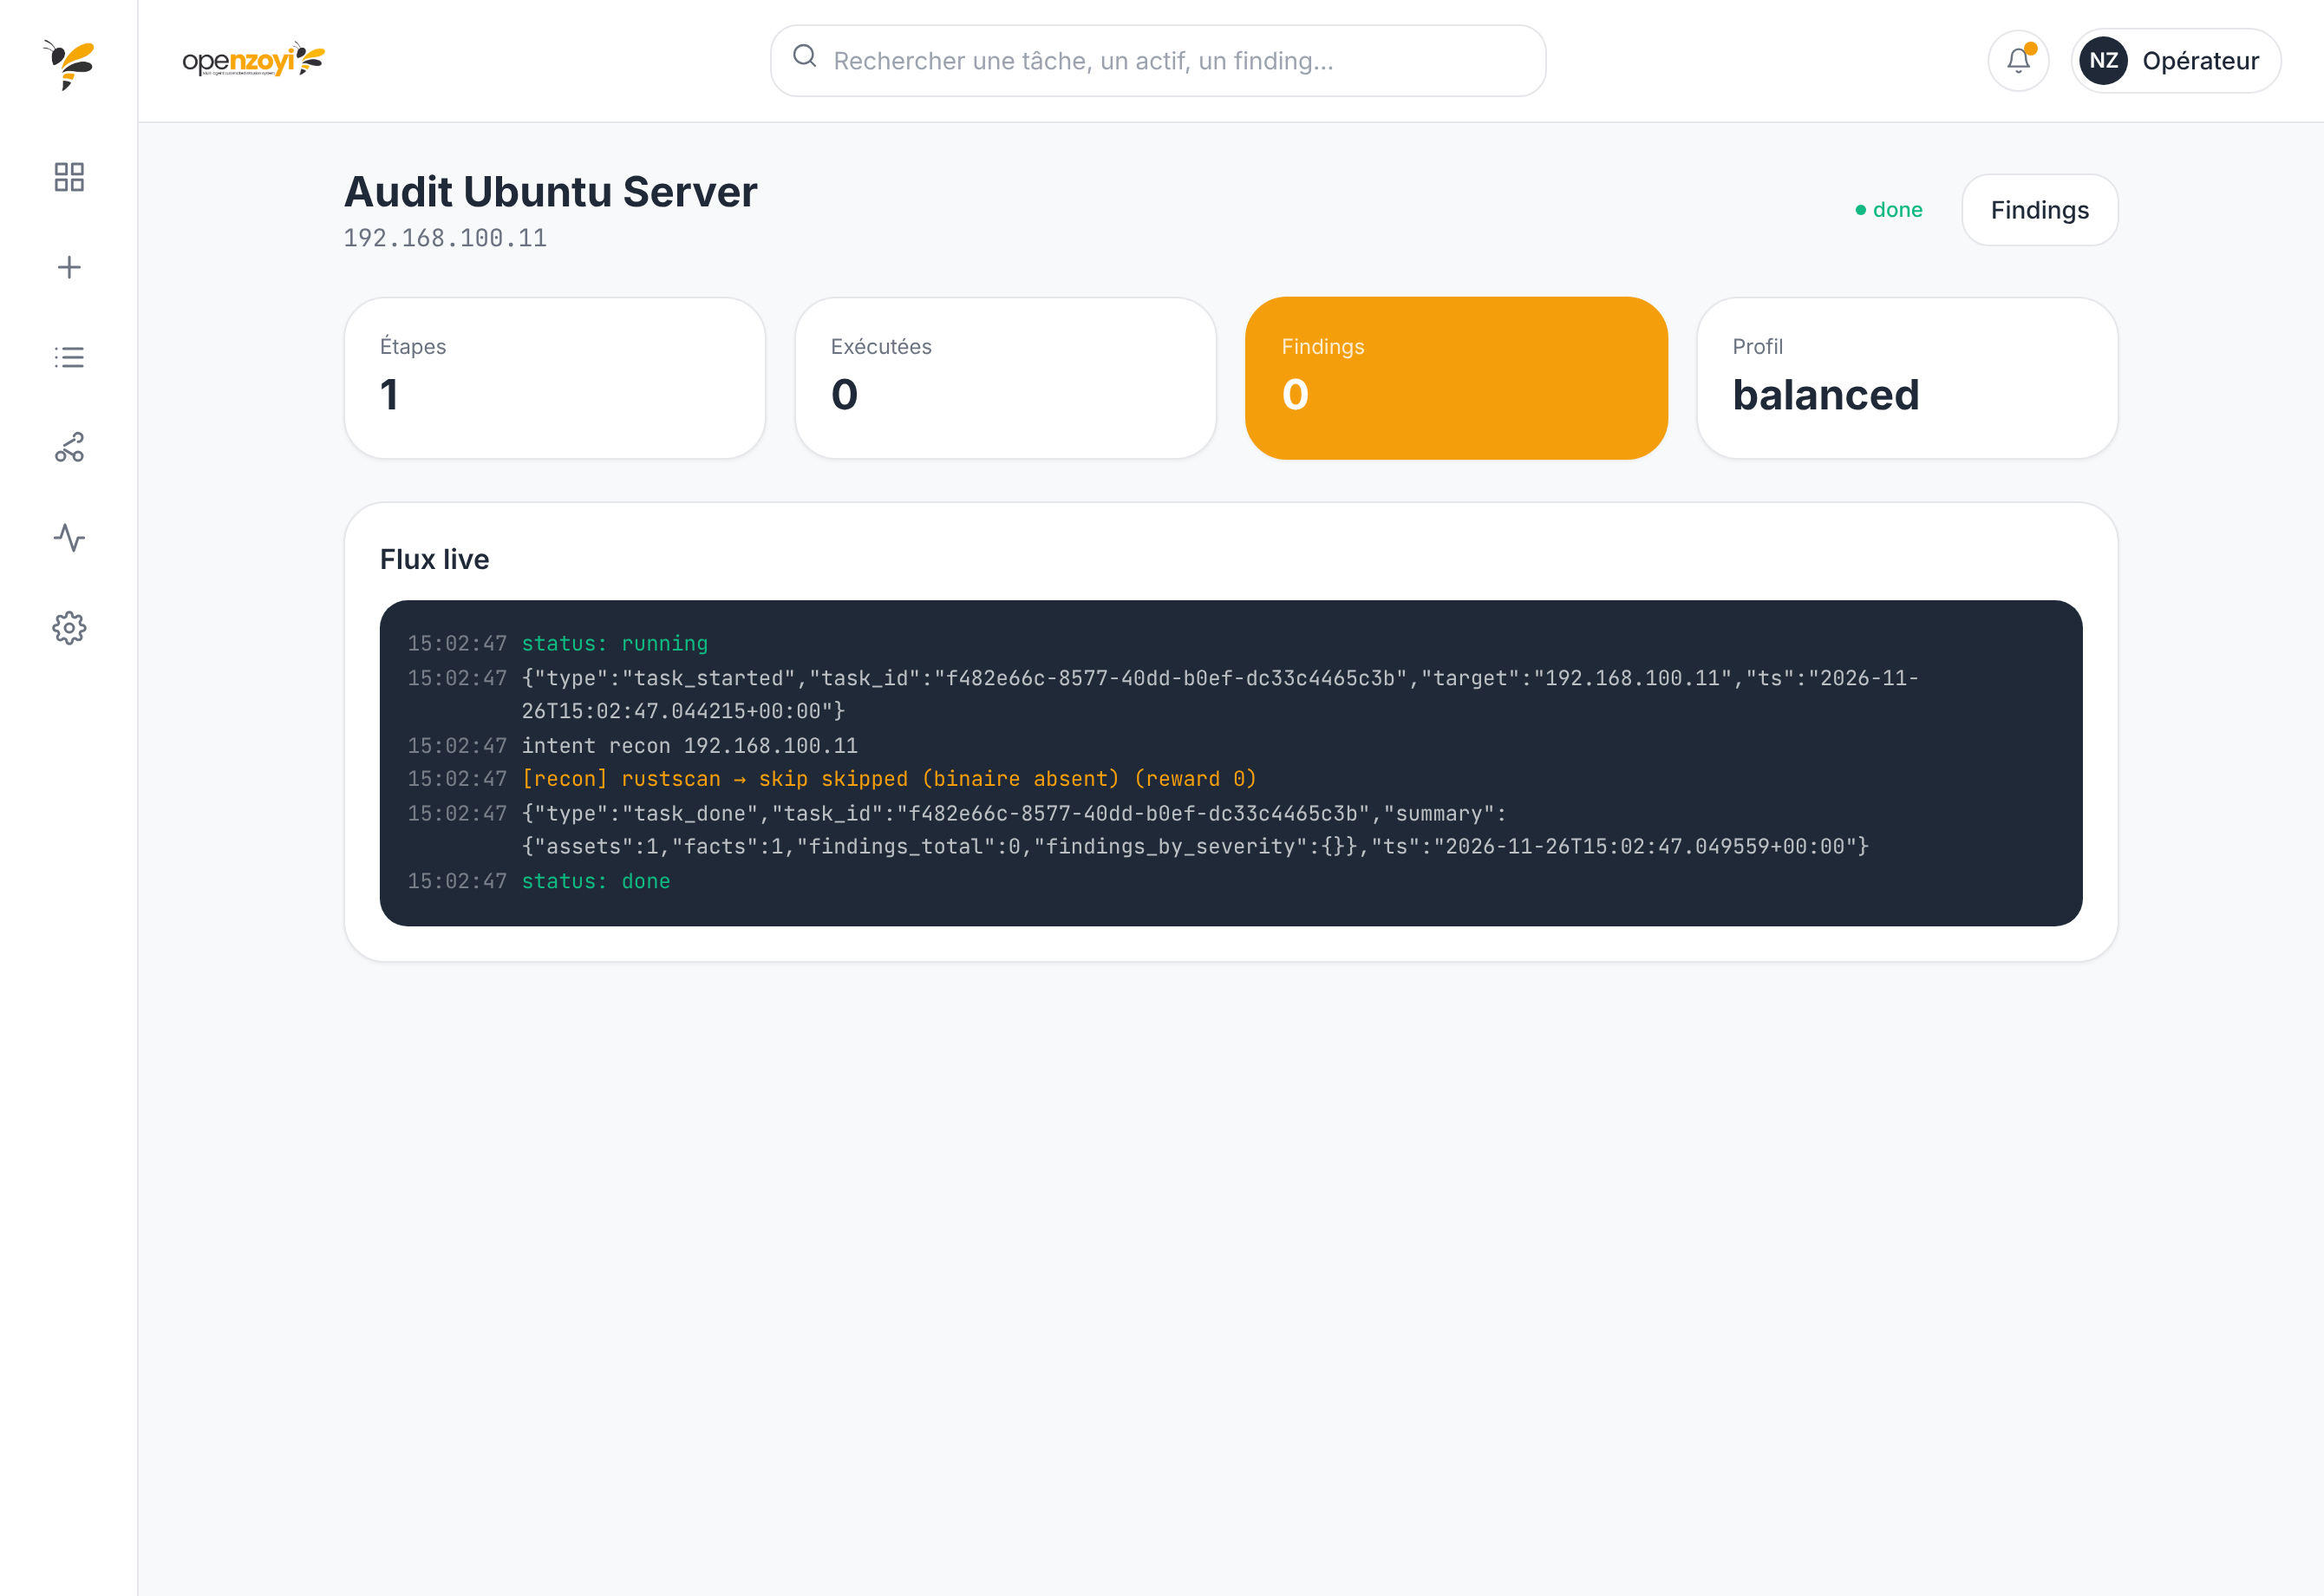 openzoyi
Rechercher une tâche, un actif, un finding...
NZ Opérateur
Audit Ubuntu Server
192.168.100.11
done
Findings
Étapes
1
Exécutées
0
Findings
0
Profil
balanced
Flux live
15:02:47 status: running
15:02:47 {"type":"task_started","task_id":"f482e66c-8577-40dd-b0ef-dc33c4465c3b","target":"192.168.100.11","ts":"2026-11-
26T15:02:47.044215+00:00"}
15:02:47 intent recon 192.168.100.11
15:02:47 [recon] rustscan → skip skipped (binaire absent) (reward 0)
15:02:47 {"type":"task_done","task_id":"f482e66c-8577-40dd-b0ef-dc33c4465c3b","summary":
{"assets":1,"facts":1,"findings_total":0,"findings_by_severity":{}},"ts":"2026-11-26T15:02:47.049559+00:00"}
15:02:47 status: done